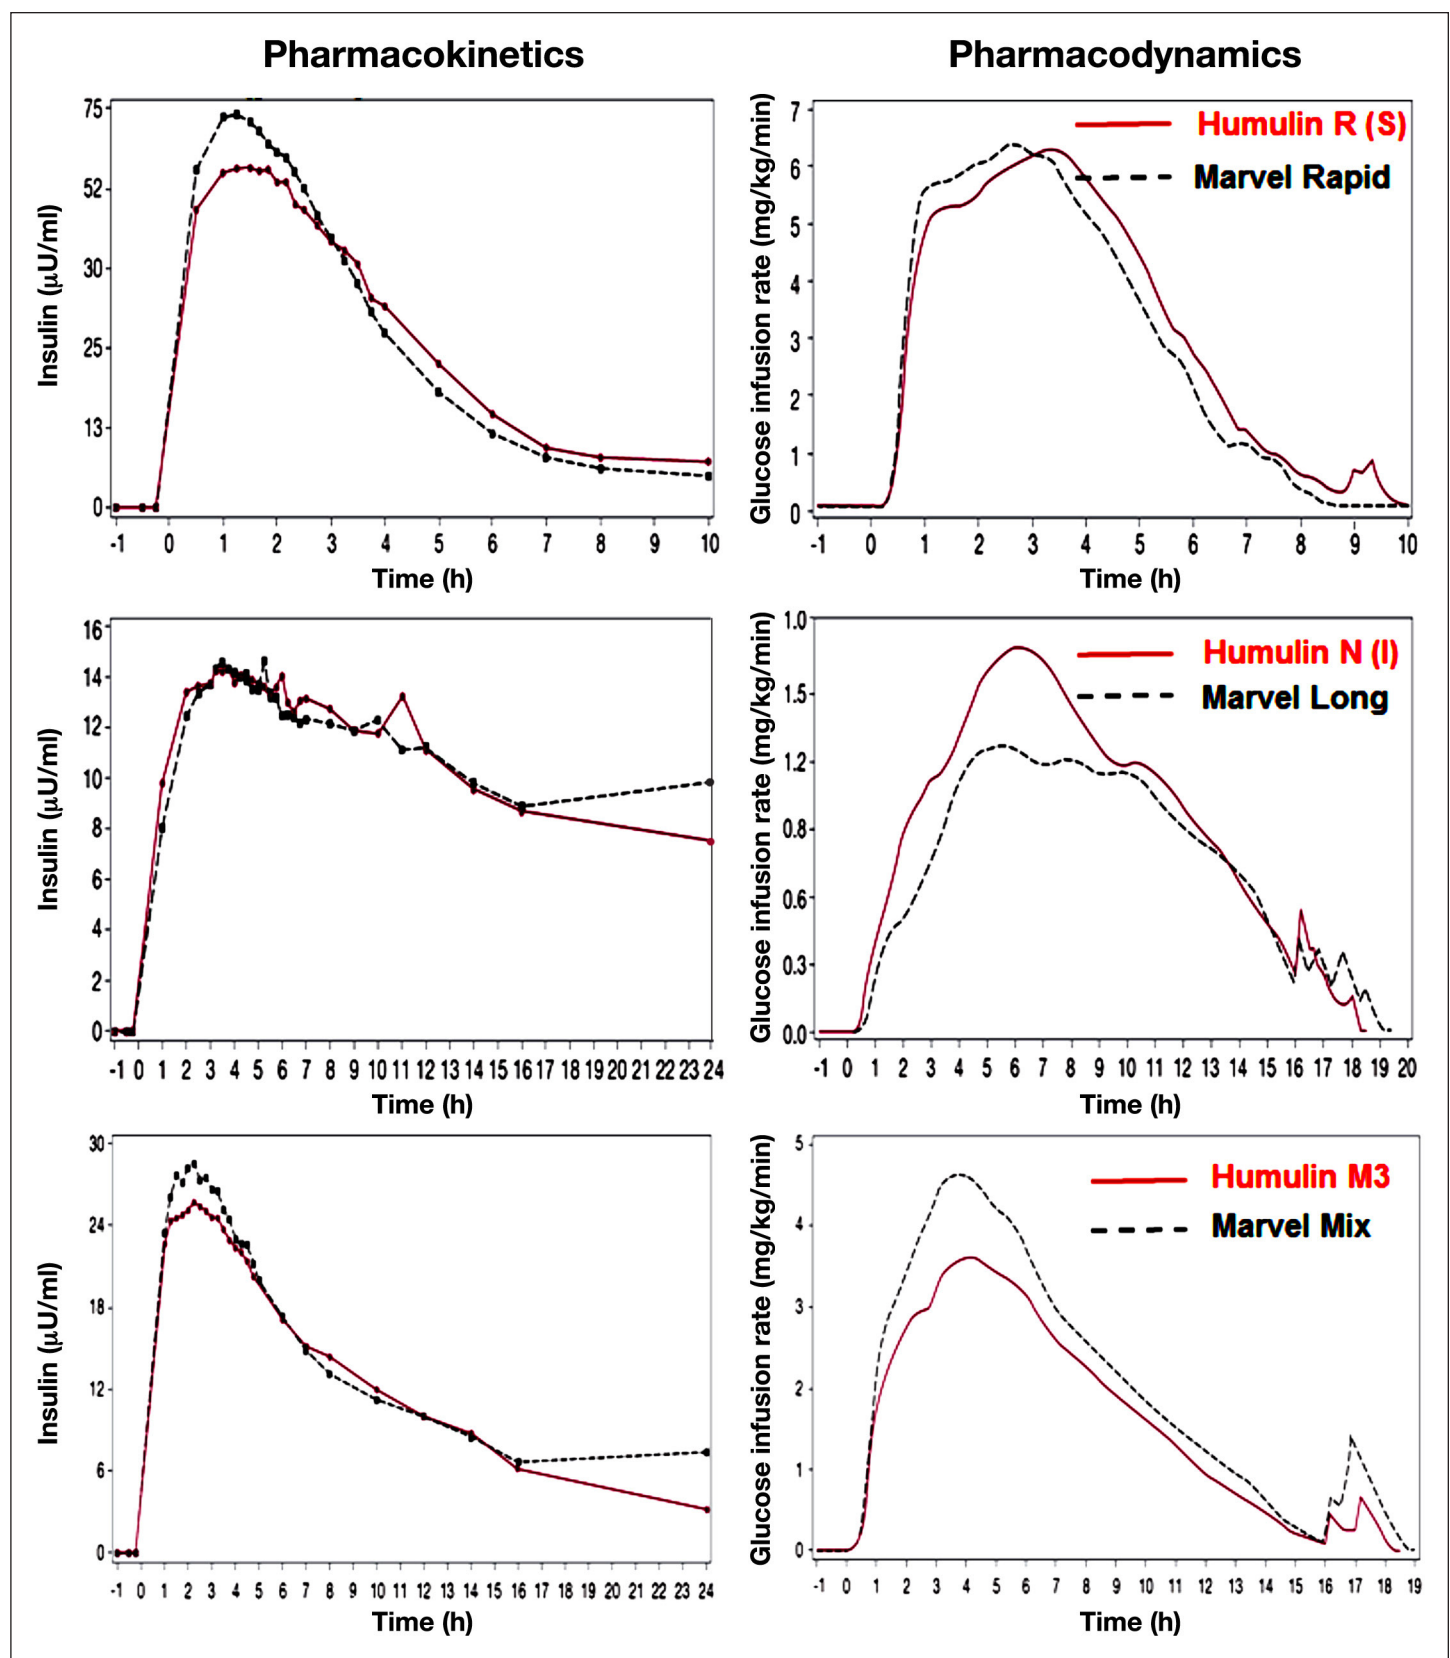 Pharmacokinetics
Pharmacodynamics
75
52
30
25
13
0
Insulin (µU/ml)
-1 0 1 2 3 4 5 6 7 8 9 10
Time (h)
7
6
5
4
3
2
1
0
Glucose infusion rate (mg/kg/min)
Humulin R (S)
Marvel Rapid
-1 0 1 2 3 4 5 6 7 8 9 10
Time (h)
16
14
12
10
8
6
4
2
0
Insulin (µU/ml)
-1 0 1 2 3 4 5 6 7 8 9 10 11 12 13 14 15 16 17 18 19 20 21 22 23 24
Time (h)
1.0
1.5
1.2
0.8
0.6
0.3
0.0
Glucose infusion rate (mg/kg/min)
Humulin N (I)
Marvel Long
-1 0 1 2 3 4 5 6 7 8 9 10 11 12 13 14 15 16 17 18 19 20
Time (h)
30
24
18
12
6
0
Insulin (µU/ml)
-1 0 1 2 3 4 5 6 7 8 9 10 11 12 13 14 15 16 17 18 19 20 21 22 23 24
Time (h)
5
4
3
2
1
0
Glucose infusion rate (mg/kg/min)
Humulin M3
Marvel Mix
-1 0 1 2 3 4 5 6 7 8 9 10 11 12 13 14 15 16 17 18 19
Time (h)